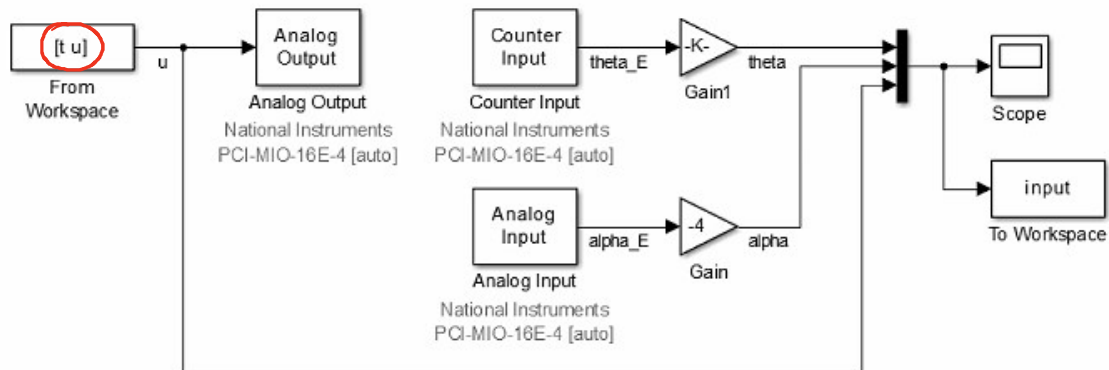 [t u]
From
Workspace
u
Analog
Output
Analog Output
National Instruments
PCI-MIO-16E-4 [auto]
Counter
Input
Counter Input
National Instruments
PCI-MIO-16E-4 [auto]
theta_E
-K-
Gain1
theta
Analog
Input
Analog Input
National Instruments
PCI-MIO-16E-4 [auto]
alpha_E
-4
Gain
alpha
Scope
input
To Workspace